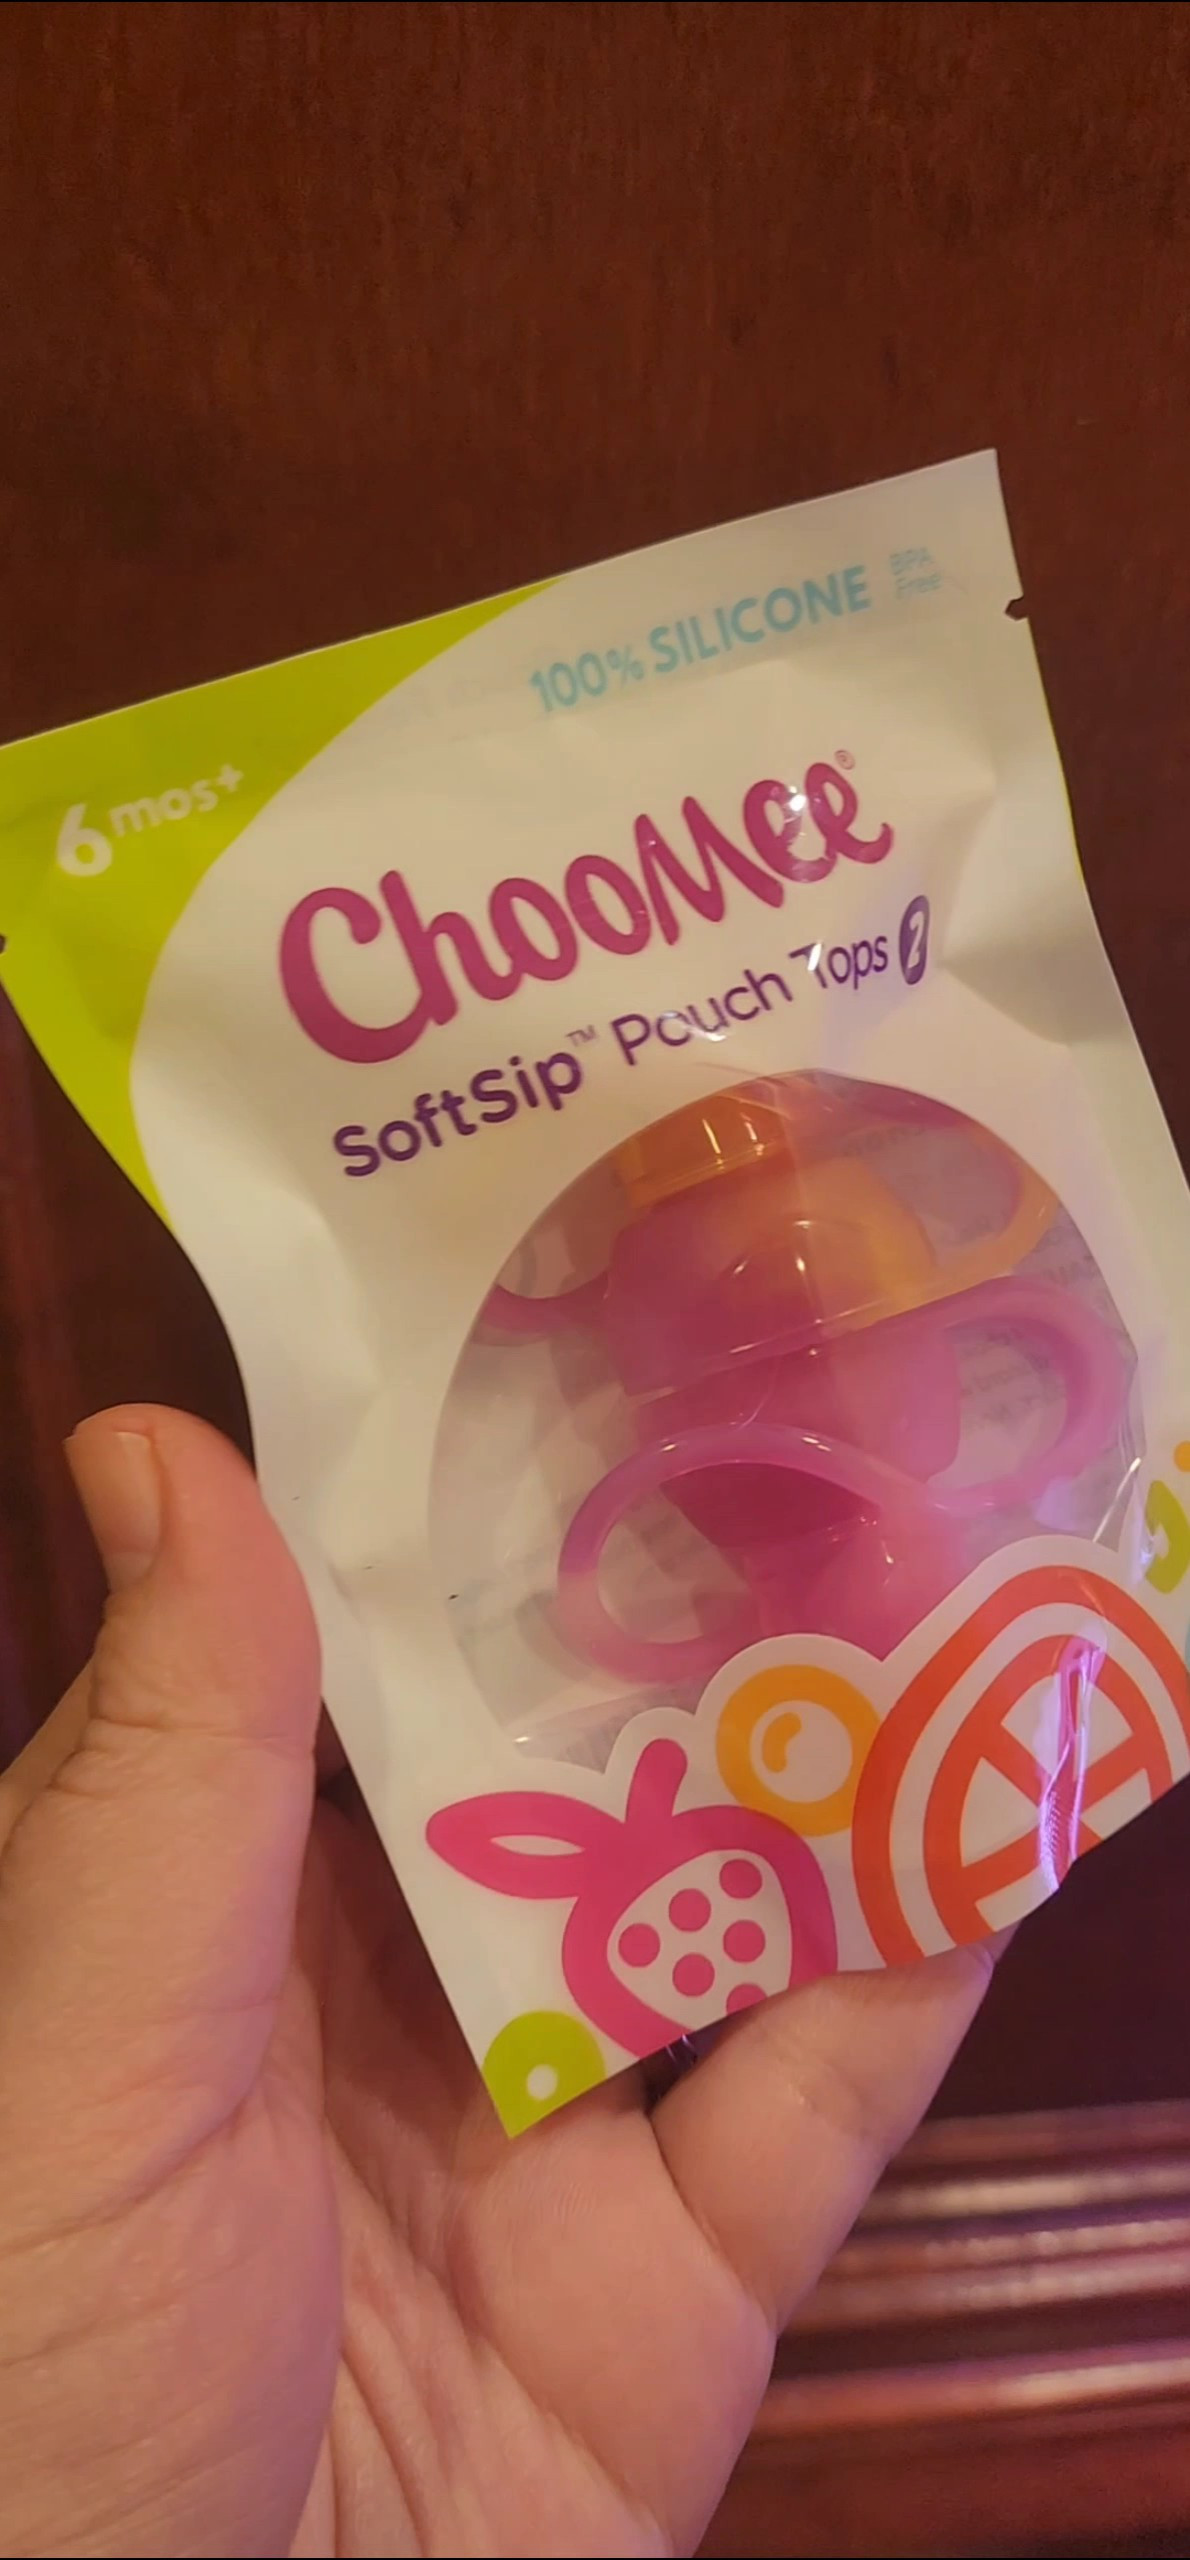 100% SILICONE
BPA
Free
6 mos+
ChooMee®
SoftSip™ Pouch Tops 2